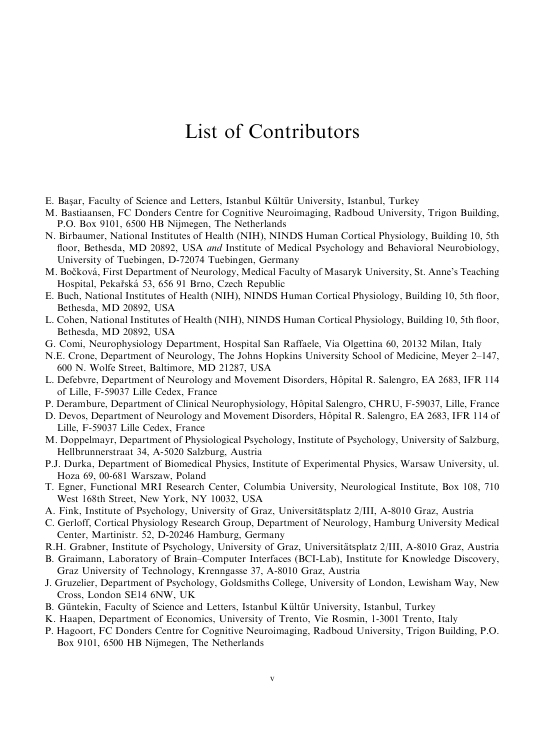 List of Contributors
E. Başar, Faculty of Science and Letters, Istanbul Kültür University, Istanbul, Turkey
M. Bastiaansen, FC Donders Centre for Cognitive Neuroimaging, Radboud University, Trigon Building,
P.O. Box 9101, 6500 HB Nijmegen, The Netherlands
N. Birbaumer, National Institutes of Health (NIH), NINDS Human Cortical Physiology, Building 10, 5th
floor, Bethesda, MD 20892, USA and Institute of Medical Psychology and Behavioral Neurobiology,
University of Tuebingen, D-72074 Tuebingen, Germany
M. Bočková, First Department of Neurology, Medical Faculty of Masaryk University, St. Anne's Teaching
Hospital, Pekařská 53, 656 91 Brno, Czech Republic
E. Buch, National Institutes of Health (NIH), NINDS Human Cortical Physiology, Building 10, 5th floor,
Bethesda, MD 20892, USA
L. Cohen, National Institutes of Health (NIH), NINDS Human Cortical Physiology, Building 10, 5th floor,
Bethesda, MD 20892, USA
G. Comi, Neurophysiology Department, Hospital San Raffaele, Via Olgettina 60, 20132 Milan, Italy
N.E. Crone, Department of Neurology, The Johns Hopkins University School of Medicine, Meyer 2–147,
600 N. Wolfe Street, Baltimore, MD 21287, USA
L. Defebvre, Department of Neurology and Movement Disorders, Hôpital R. Salengro, EA 2683, IFR 114
of Lille, F-59037 Lille Cedex, France
P. Derambure, Department of Clinical Neurophysiology, Hôpital Salengro, CHRU, F-59037, Lille, France
D. Devos, Department of Neurology and Movement Disorders, Hôpital R. Salengro, EA 2683, IFR 114 of
Lille, F-59037 Lille Cedex, France
M. Doppelmayr, Department of Physiological Psychology, Institute of Psychology, University of Salzburg,
Hellbrunnerstraat 34, A-5020 Salzburg, Austria
P.J. Durka, Department of Biomedical Physics, Institute of Experimental Physics, Warsaw University, ul.
Hoza 69, 00-681 Warszaw, Poland
T. Egner, Functional MRI Research Center, Columbia University, Neurological Institute, Box 108, 710
West 168th Street, New York, NY 10032, USA
A. Fink, Institute of Psychology, University of Graz, Universitätsplatz 2/III, A-8010 Graz, Austria
C. Gerloff, Cortical Physiology Research Group, Department of Neurology, Hamburg University Medical
Center, Martinistr. 52, D-20246 Hamburg, Germany
R.H. Grabner, Institute of Psychology, University of Graz, Universitätsplatz 2/III, A-8010 Graz, Austria
B. Graimann, Laboratory of Brain–Computer Interfaces (BCI-Lab), Institute for Knowledge Discovery,
Graz University of Technology, Krenngasse 37, A-8010 Graz, Austria
J. Gruzelier, Department of Psychology, Goldsmiths College, University of London, Lewisham Way, New
Cross, London SE14 6NW, UK
B. Güntekin, Faculty of Science and Letters, Istanbul Kültür University, Istanbul, Turkey
K. Haapen, Department of Economics, University of Trento, Vie Rosmin, 1-3001 Trento, Italy
P. Hagoort, FC Donders Centre for Cognitive Neuroimaging, Radboud University, Trigon Building, P.O.
Box 9101, 6500 HB Nijmegen, The Netherlands
v